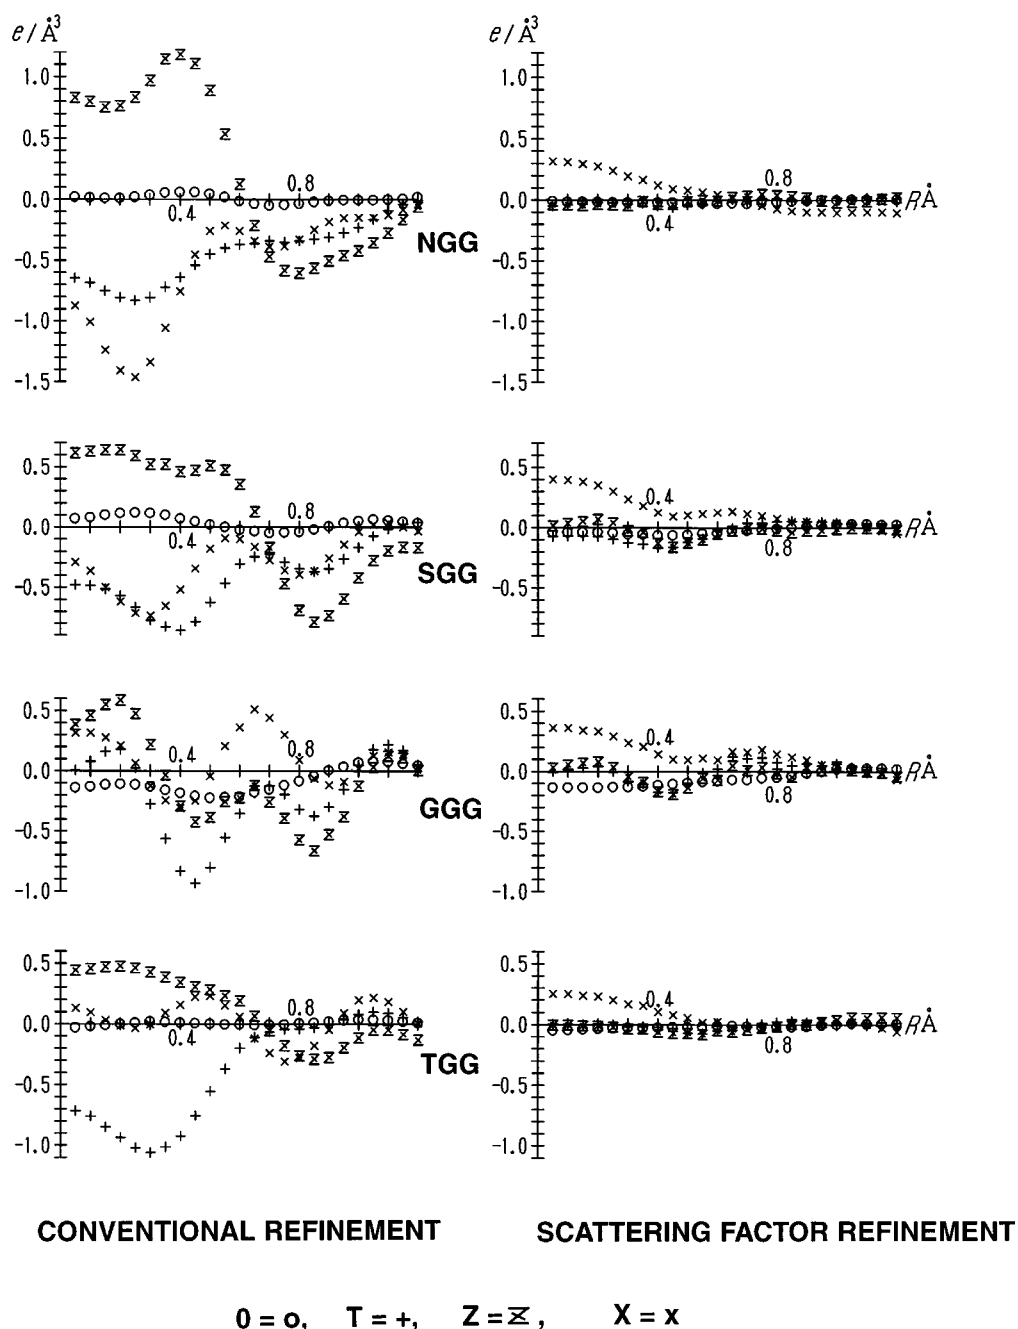 e/Å³ e/Å³
1.0 1.0
0.5 0.5
0.8 0.8
0.0 0.0 RÅ
0.4 0.4
NGG
-0.5 -0.5
-1.0 -1.0
-1.5 -1.5
0.5 0.5
0.8 0.4
0.0 0.0 RÅ
0.4 0.8
SGG
-0.5 -0.5
0.5 0.5
0.4 0.8 0.4
0.0 0.0 RÅ
0.8
GGG
-0.5 -0.5
-1.0 -1.0
0.5 0.5
0.8 0.4
0.0 0.0 RÅ
0.4 0.8
TGG
-0.5 -0.5
-1.0 -1.0
CONVENTIONAL REFINEMENT SCATTERING FACTOR REFINEMENT
0 = o, T = +, Z = ⧖, X = x